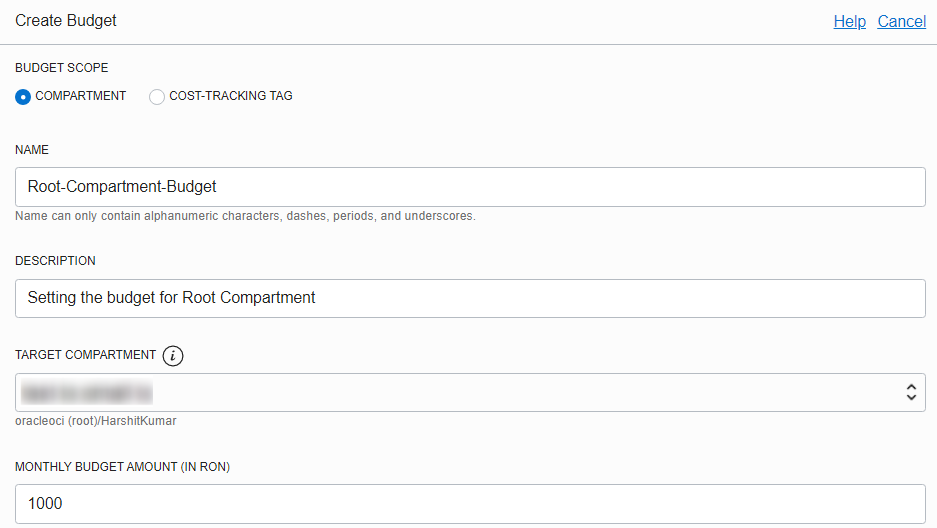 Create Budget
Help Cancel
BUDGET SCOPE
COMPARTMENT COST-TRACKING TAG
NAME
Root-Compartment-Budget
Name can only contain alphanumeric characters, dashes, periods, and underscores.
DESCRIPTION
Setting the budget for Root Compartment
TARGET COMPARTMENT i
oracleoci (root)/HarshitKumar
MONTHLY BUDGET AMOUNT (IN RON)
1000